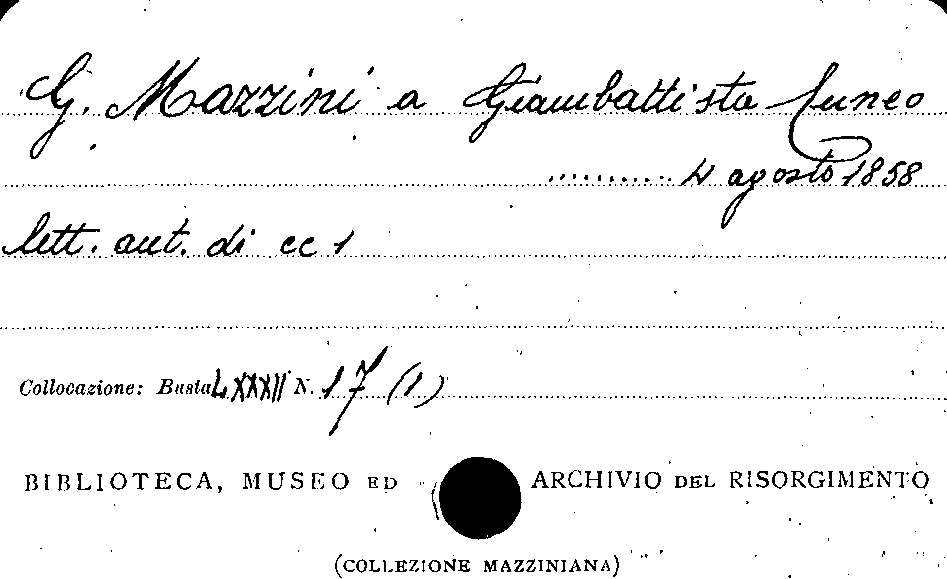 G. Mazzini a Giambattista Cuneo
........... 4 agosto 1858
lett. aut. di cc 1
Collocazione: Busta LXXXII N. 17 (1)
BIBLIOTECA, MUSEO ED ARCHIVIO DEL RISORGIMENTO
(COLLEZIONE MAZZINIANA)